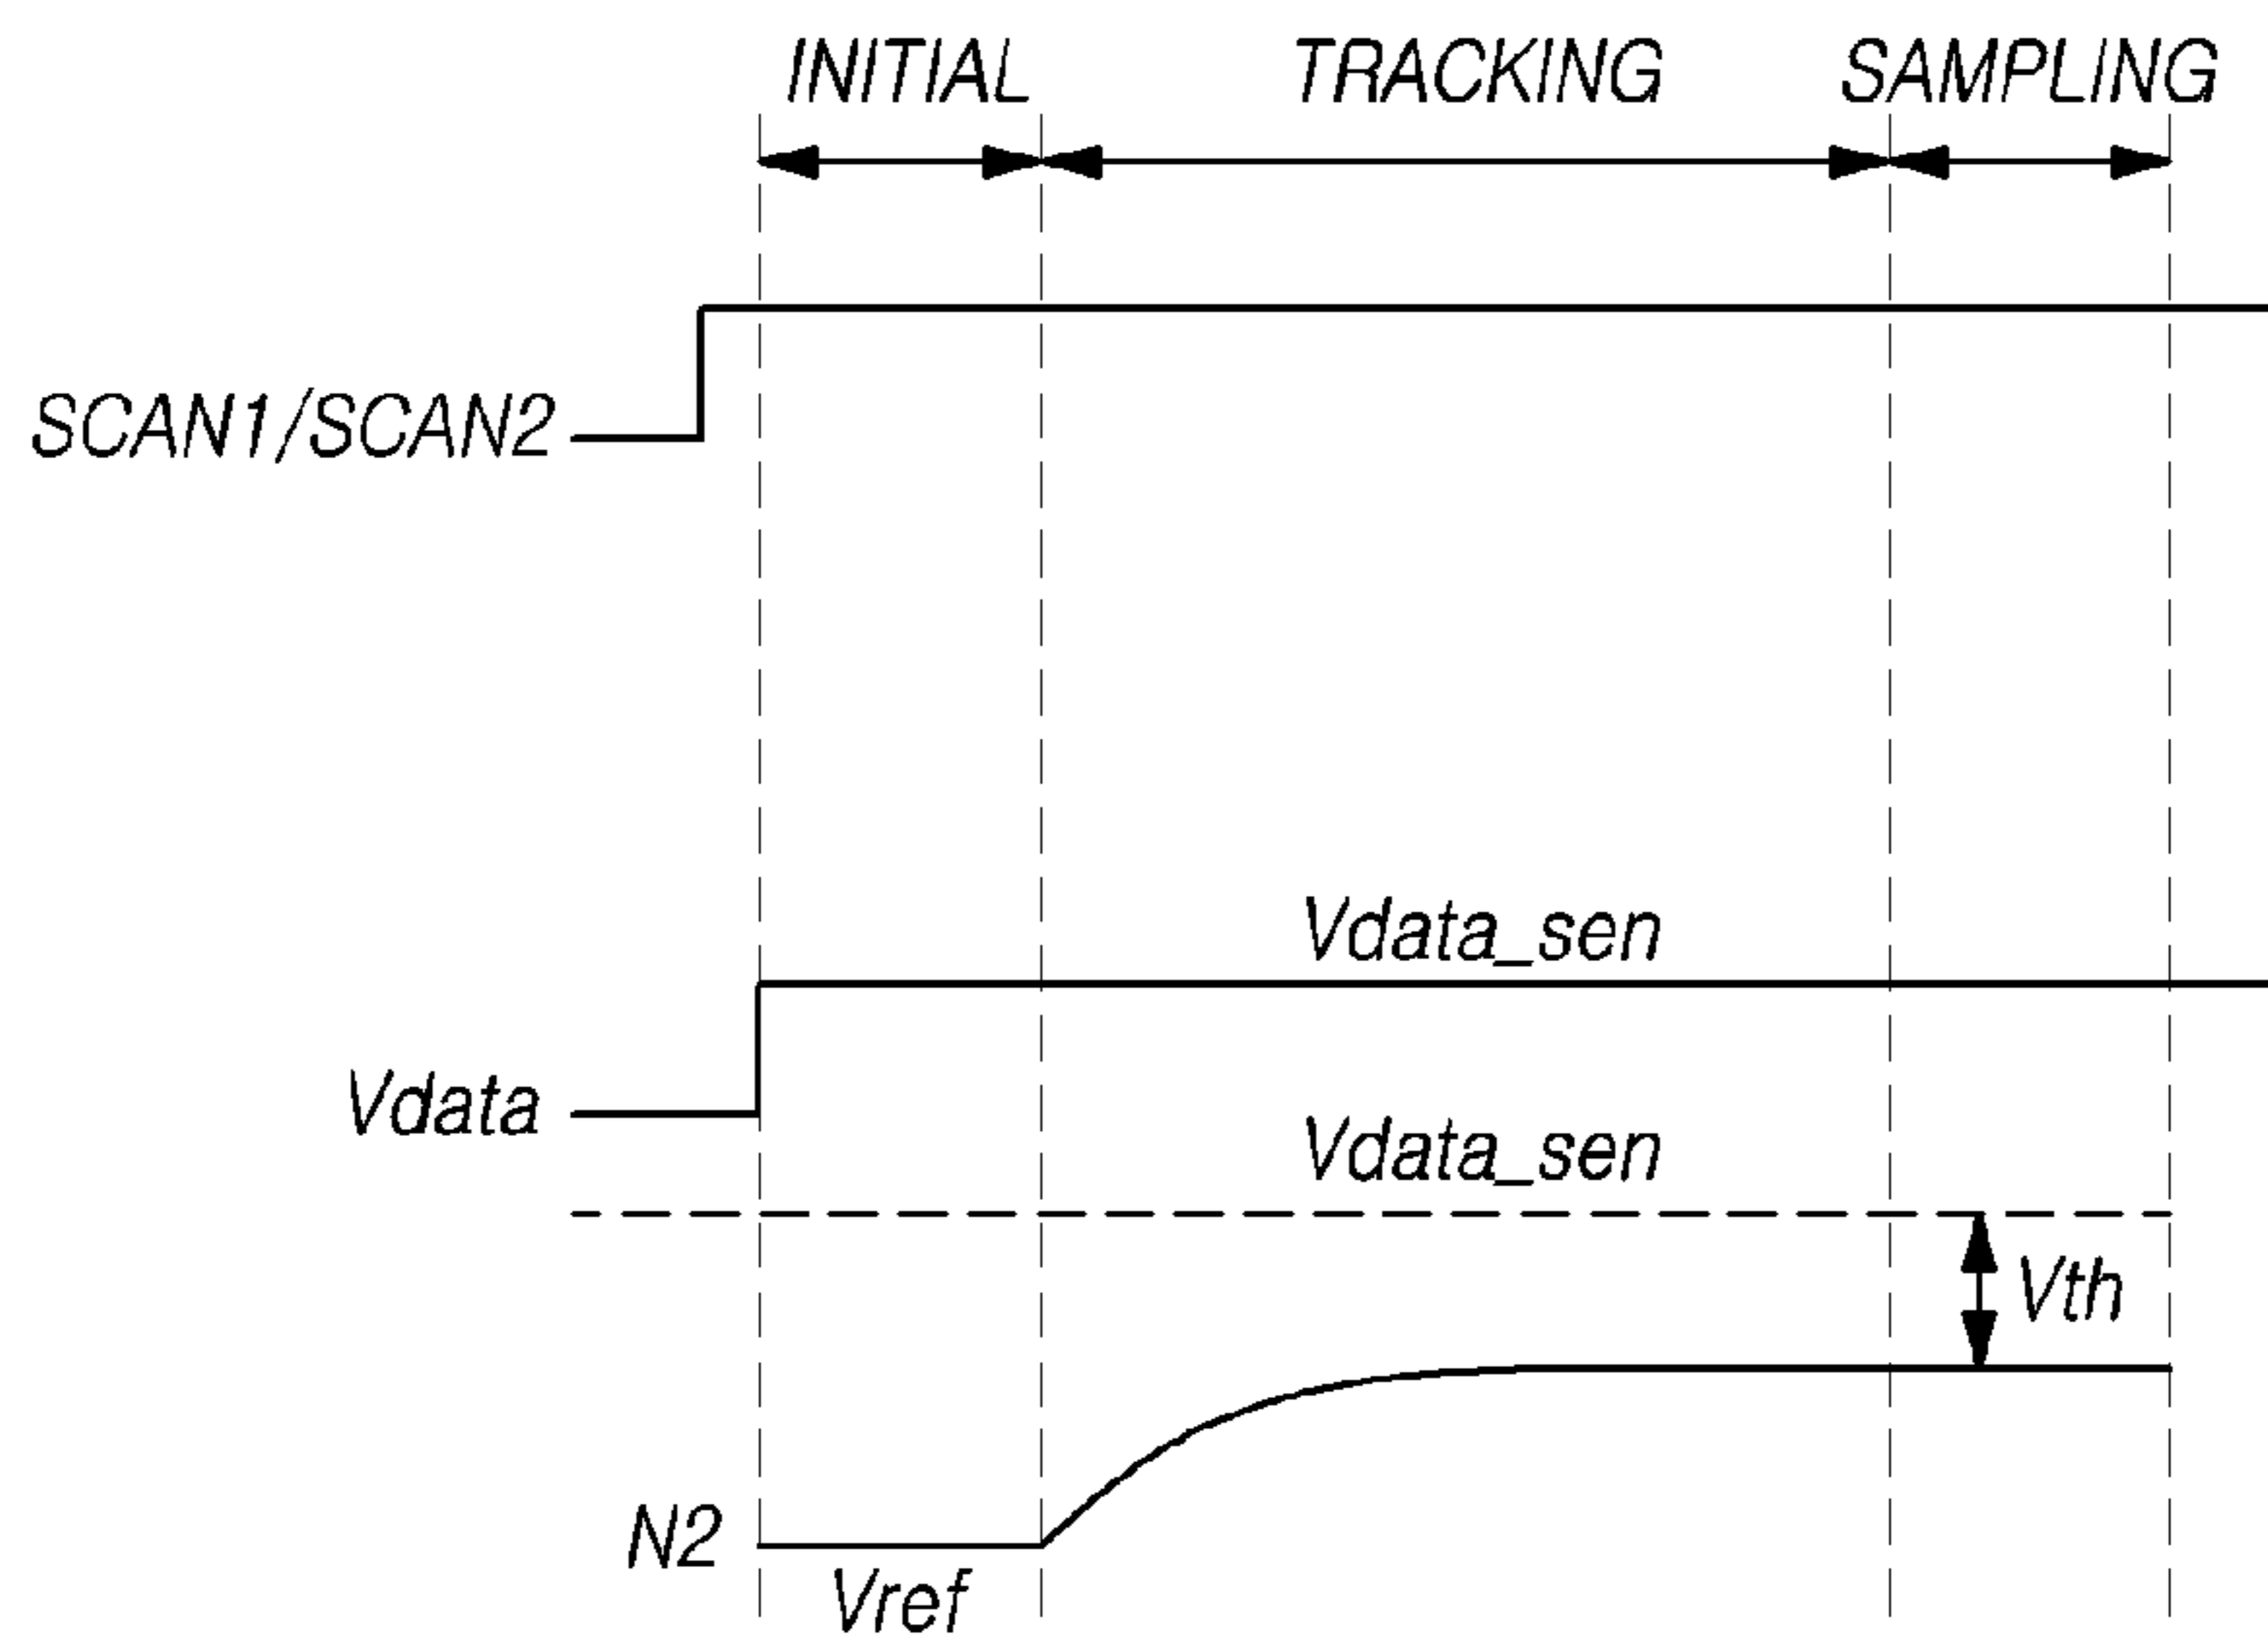 INITIAL TRACKING SAMPLING
SCAN1/SCAN2
Vdata_sen
Vdata
Vdata_sen
Vth
N2
Vref